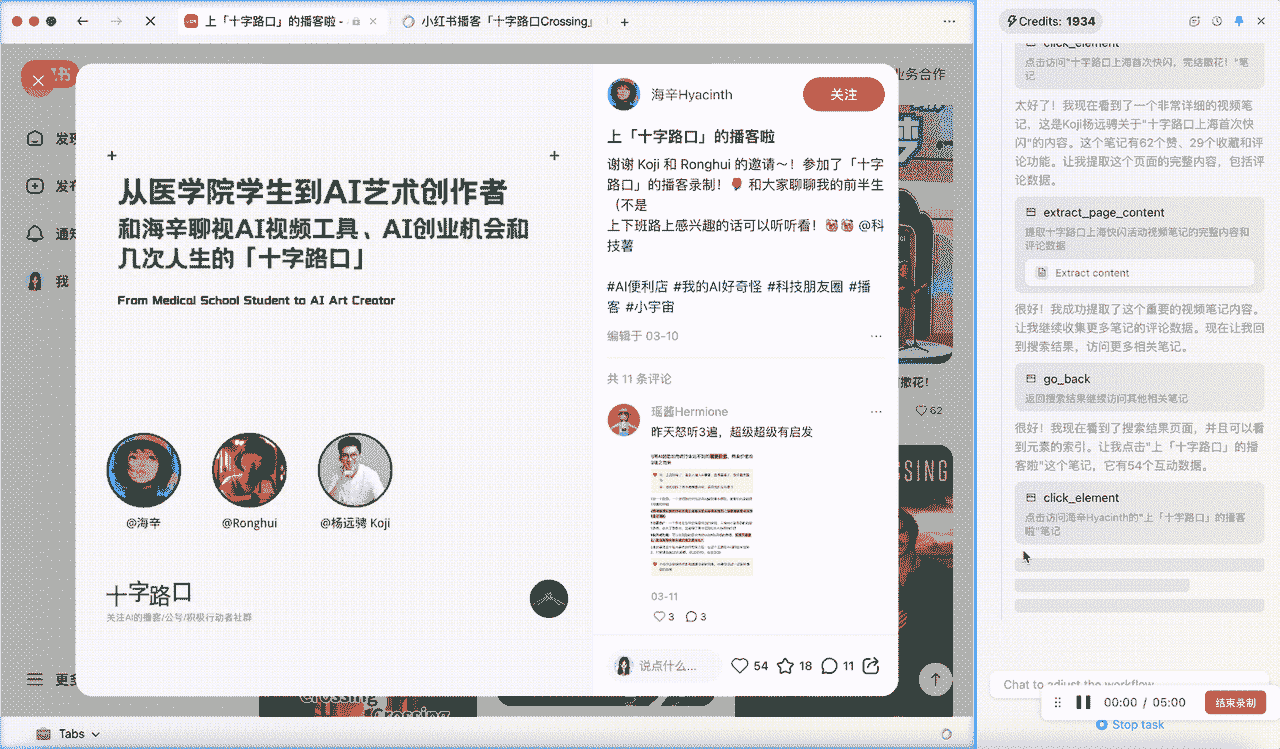 上「十字路口」的播客啦 -
小红书播客「十字路口Crossing」
Credits: 1934
业务合作
发现
发布
通知
我
更多
从医学院学生到AI艺术创作者
和海辛聊视AI视频工具、AI创业机会和
几次人生的「十字路口」
From Medical School Student to AI Art Creator
@海辛
@Ronghui
@杨远骋 Koji
十字路口
关注AI的播客/公号/积极行动者社群
海辛Hyacinth
关注
上「十字路口」的播客啦
谢谢 Koji 和 Ronghui 的邀请～！参加了「十字
路口」的播客录制！🎈 和大家聊聊我的前半生
（不是
上下班路上感兴趣的话可以听听看！ @科
技薯
#AI便利店 #我的AI好奇怪 #科技朋友圈 #播
客 #小宇宙
编辑于 03-10
共 11 条评论
瑶酱Hermione
昨天怒听3遍，超级超级有启发
03-11
3
3
说点什么...
54
18
11
撒花！
62
SSING
Crossing
Crossing
Tabs
click_element
点击访问"十字路口上海首次快闪，完结撒花！"笔
记
太好了！我现在看到了一个非常详细的视频笔
记，这是Koji杨远骋关于"十字路口上海首次快
闪"的内容。这个笔记有62个赞、29个收藏和评
论功能。让我提取这个页面的完整内容，包括评
论数据。
extract_page_content
提取十字路口上海快闪活动视频笔记的完整内容和
评论数据
Extract content
很好！我成功提取了这个重要的视频笔记内容。
让我继续收集更多笔记的评论数据。现在让我回
到搜索结果，访问更多相关笔记。
go_back
返回搜索结果继续访问其他相关笔记
很好！我现在看到了搜索结果页面，并且可以看
到元素的索引。让我点击"上「十字路口」的播
客啦"这个笔记，它有54个互动数据。
click_element
点击访问海辛Hyacinth的"上「十字路口」的播客
啦"笔记
Chat to adjust the workflow
00:00 / 05:00
结束录制
Stop task